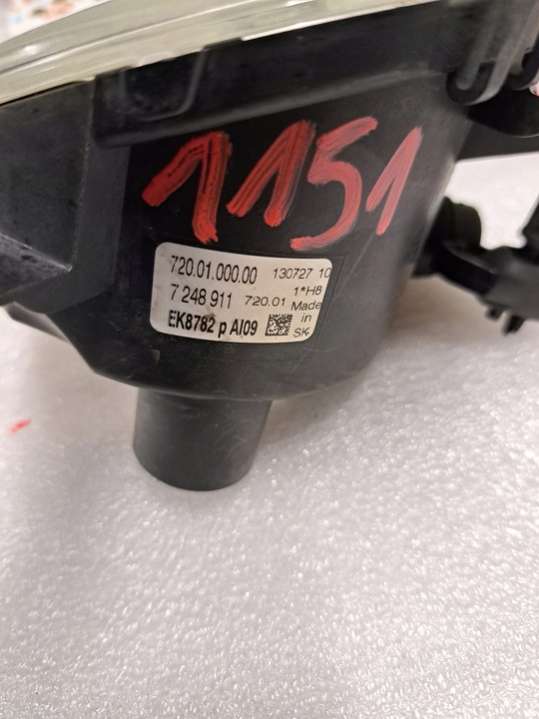 1151
720.01.000.00 130727 10
1*H8
7 248 911 720.01 Made
in
EK8782 p AI09 SK